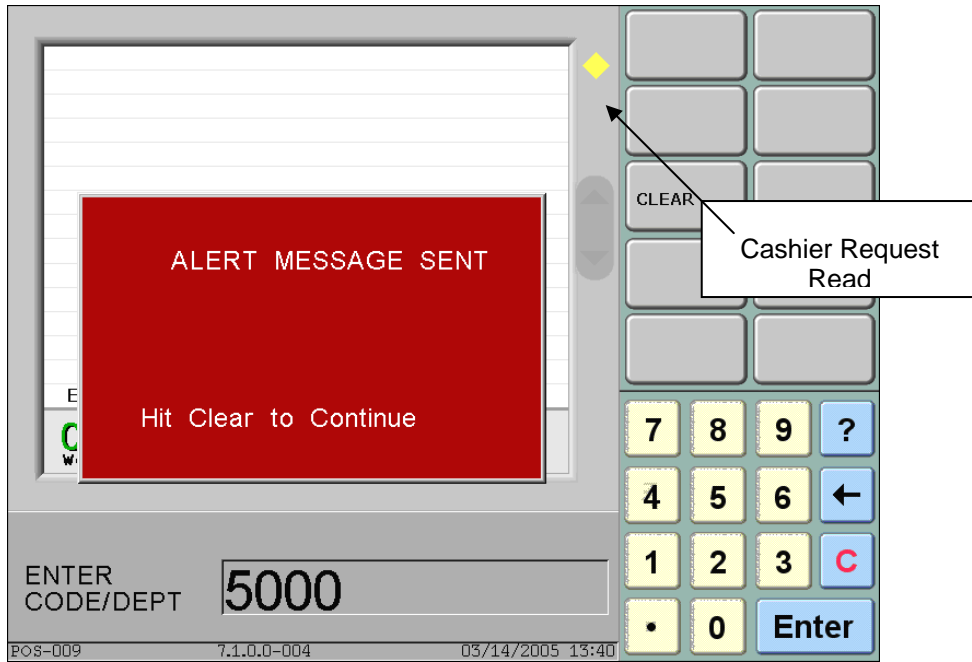 CLEAR
Cashier Request
Read
ALERT MESSAGE SENT
Hit Clear to Continue
E
W
7 8 9 ?
4 5 6 ←
1 2 3 C
. 0 Enter
ENTER
CODE/DEPT
5000
POS-009 7.1.0.0-004 03/14/2005 13:40